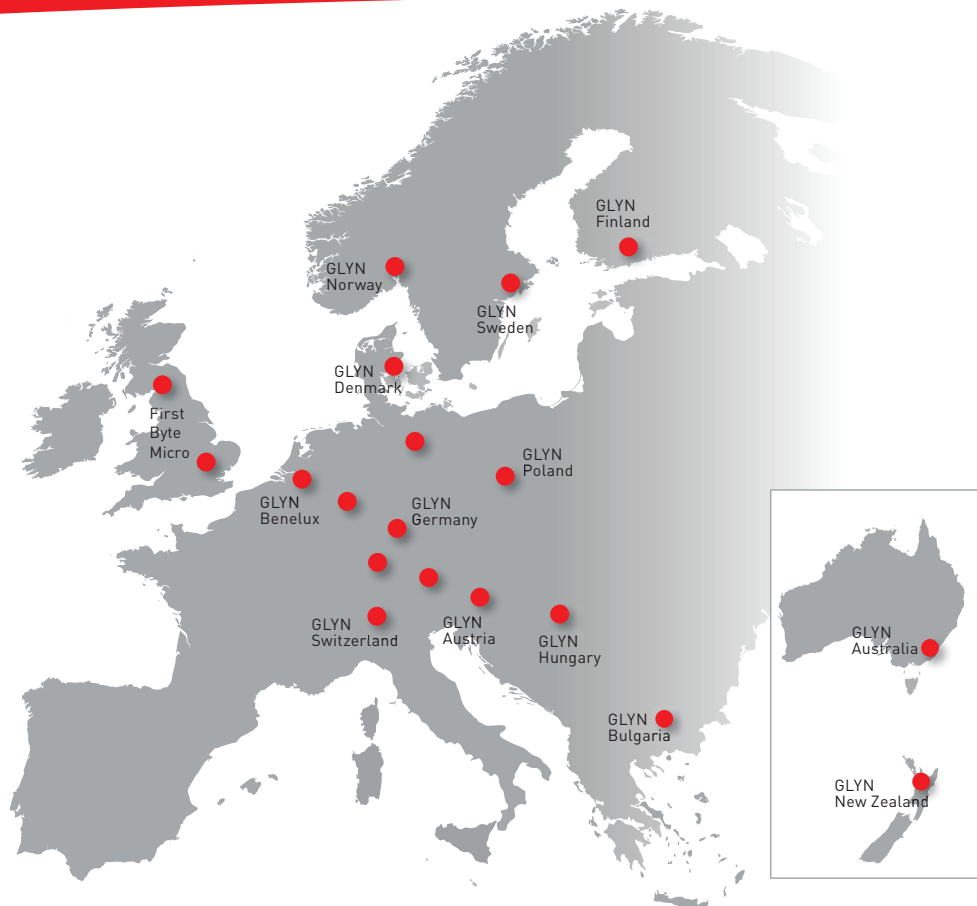 GLYN
Finland
GLYN
Norway
GLYN
Sweden
GLYN
Denmark
First
Byte
Micro
GLYN
Poland
GLYN
Benelux
GLYN
Germany
GLYN
Switzerland
GLYN
Austria
GLYN
Hungary
GLYN
Australia
GLYN
Bulgaria
GLYN
New Zealand